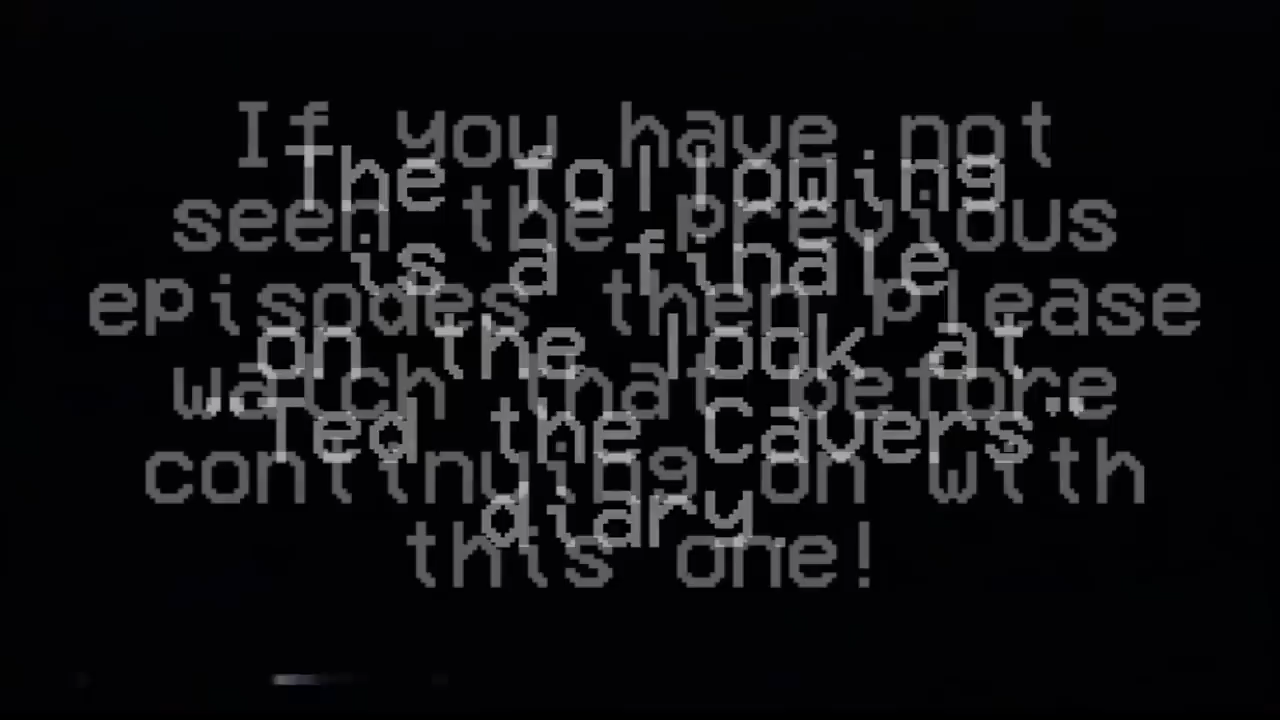 If you have not
seen the previous
episodes then please
watch that before
continuing on with
this one!
The following
is a finale
on the look at
"Ted the Cavers"
diary.